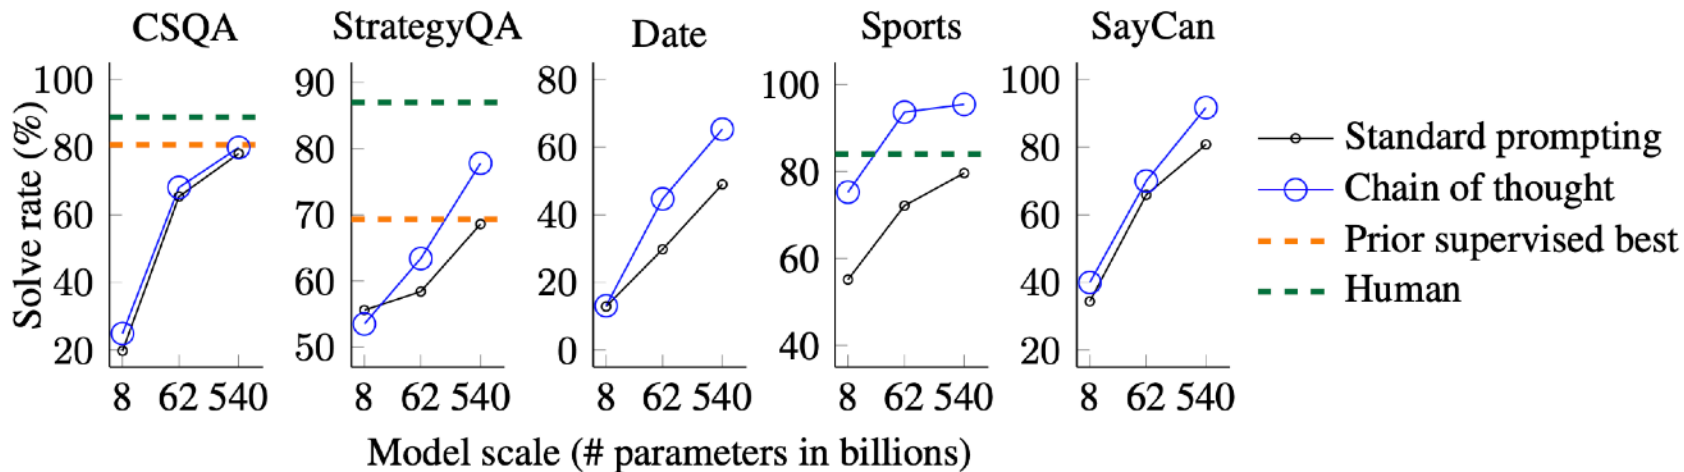 CSQA
StrategyQA
Date
Sports
SayCan
Solve rate (%)
100
80
60
40
20
8 62 540
90
80
70
60
50
8 62 540
80
60
40
20
0
8 62 540
100
80
60
40
8 62 540
100
80
60
40
20
8 62 540
Model scale (# parameters in billions)
Standard prompting
Chain of thought
Prior supervised best
Human